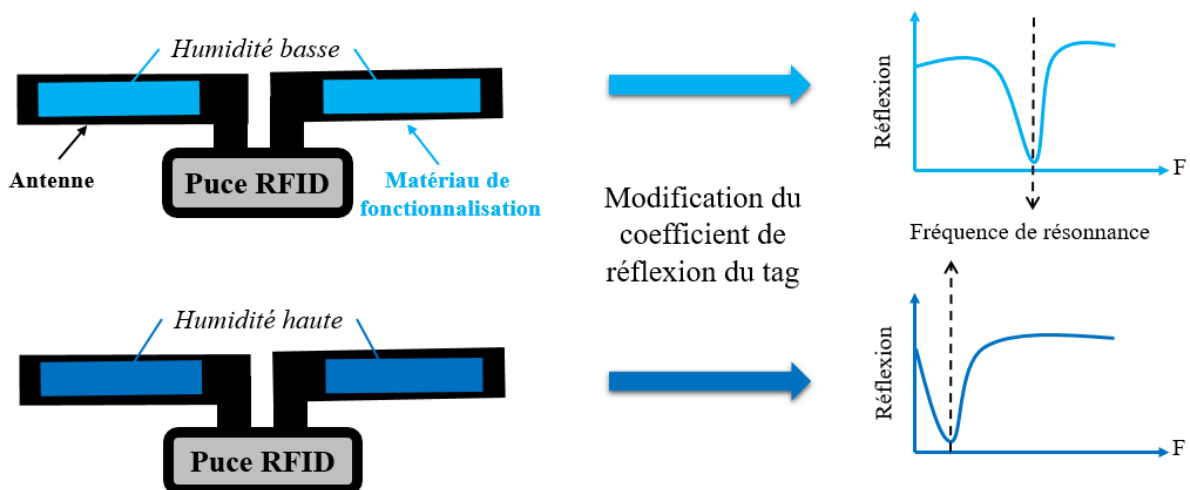 Humidité basse
Antenne
Puce RFID
Matériau de
fonctionnalisation
Modification du
coefficient de
réflexion du tag
Réflexion
F
Fréquence de résonnance
Humidité haute
Puce RFID
Réflexion
F